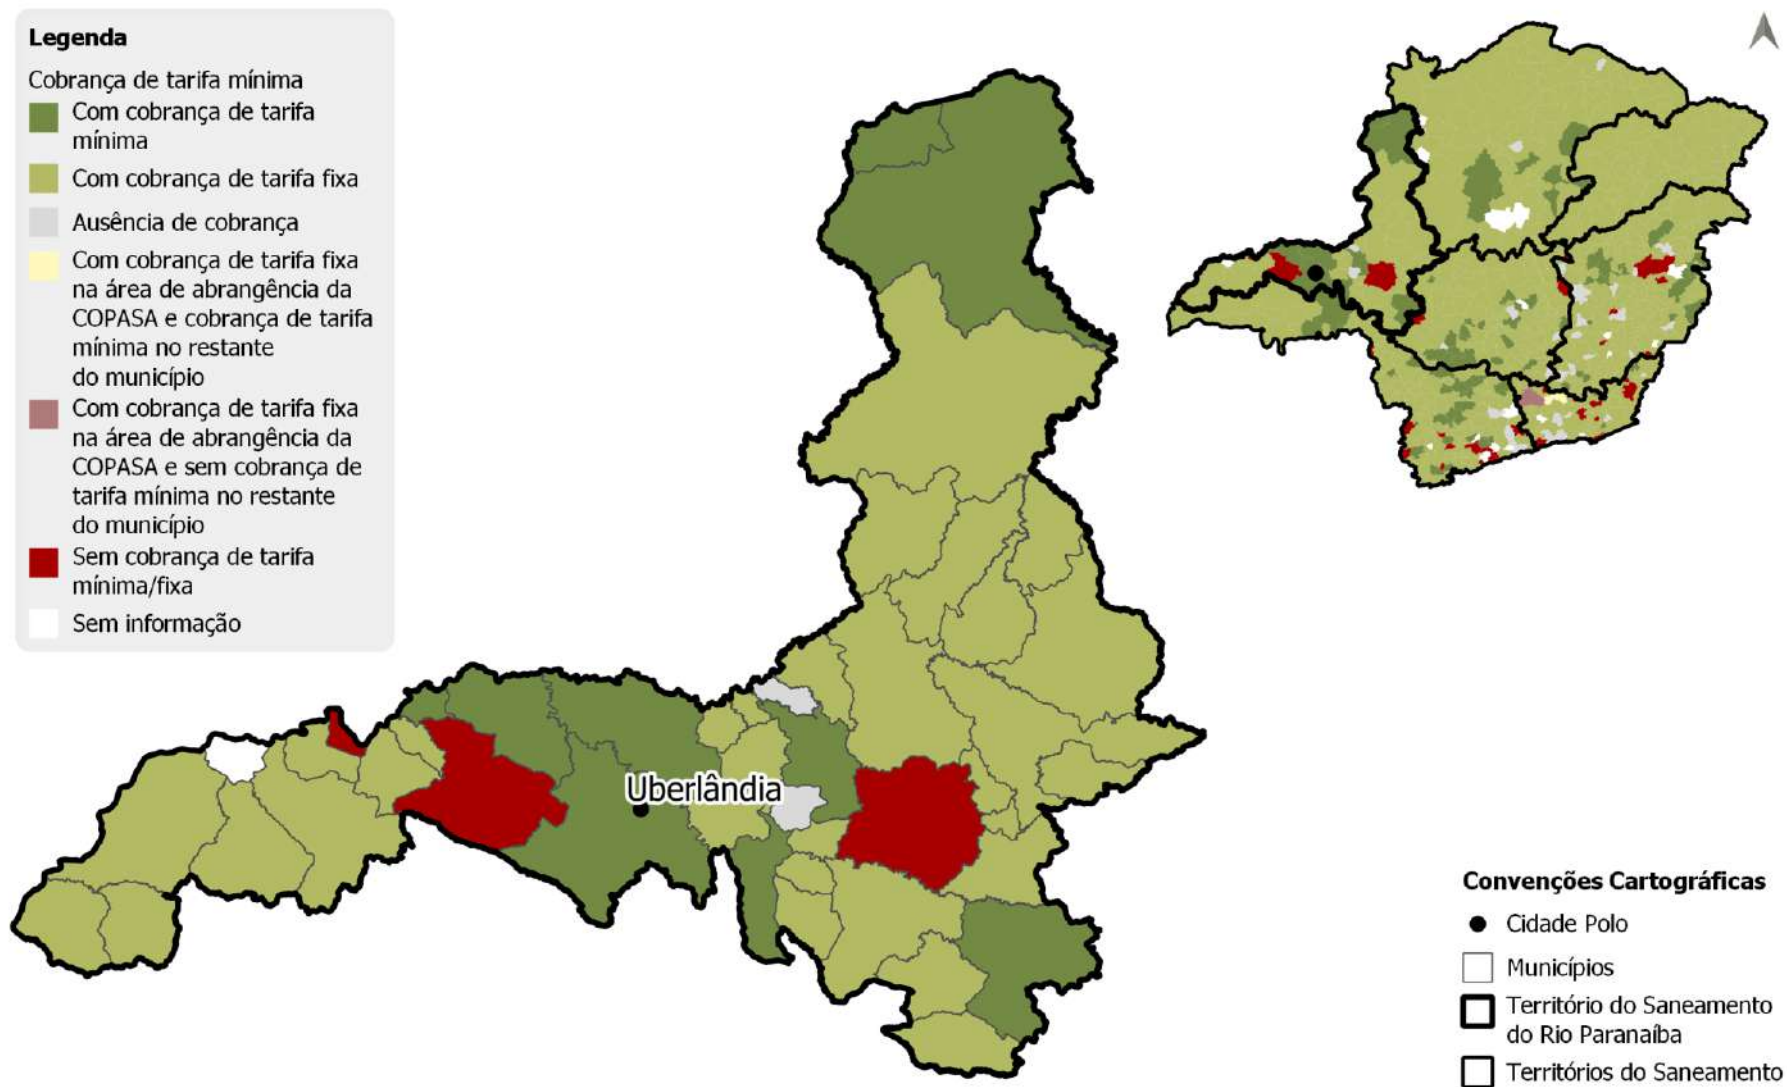 Legenda
Cobrança de tarifa mínima
Com cobrança de tarifa
mínima
Com cobrança de tarifa fixa
Ausência de cobrança
Com cobrança de tarifa fixa
na área de abrangência da
COPASA e cobrança de tarifa
mínima no restante
do município
Com cobrança de tarifa fixa
na área de abrangência da
COPASA e sem cobrança de
tarifa mínima no restante
do município
Sem cobrança de tarifa
mínima/fixa
Sem informação
Uberlândia
Convenções Cartográficas
Cidade Polo
Municípios
Território do Saneamento
do Rio Paranaíba
Territórios do Saneamento